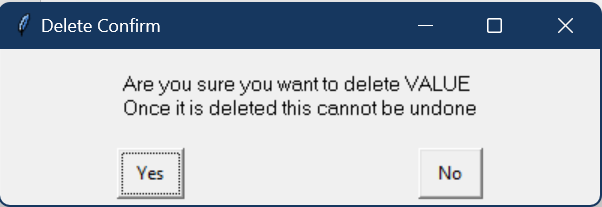 Delete Confirm
Are you sure you want to delete VALUE
Once it is deleted this cannot be undone
Yes No